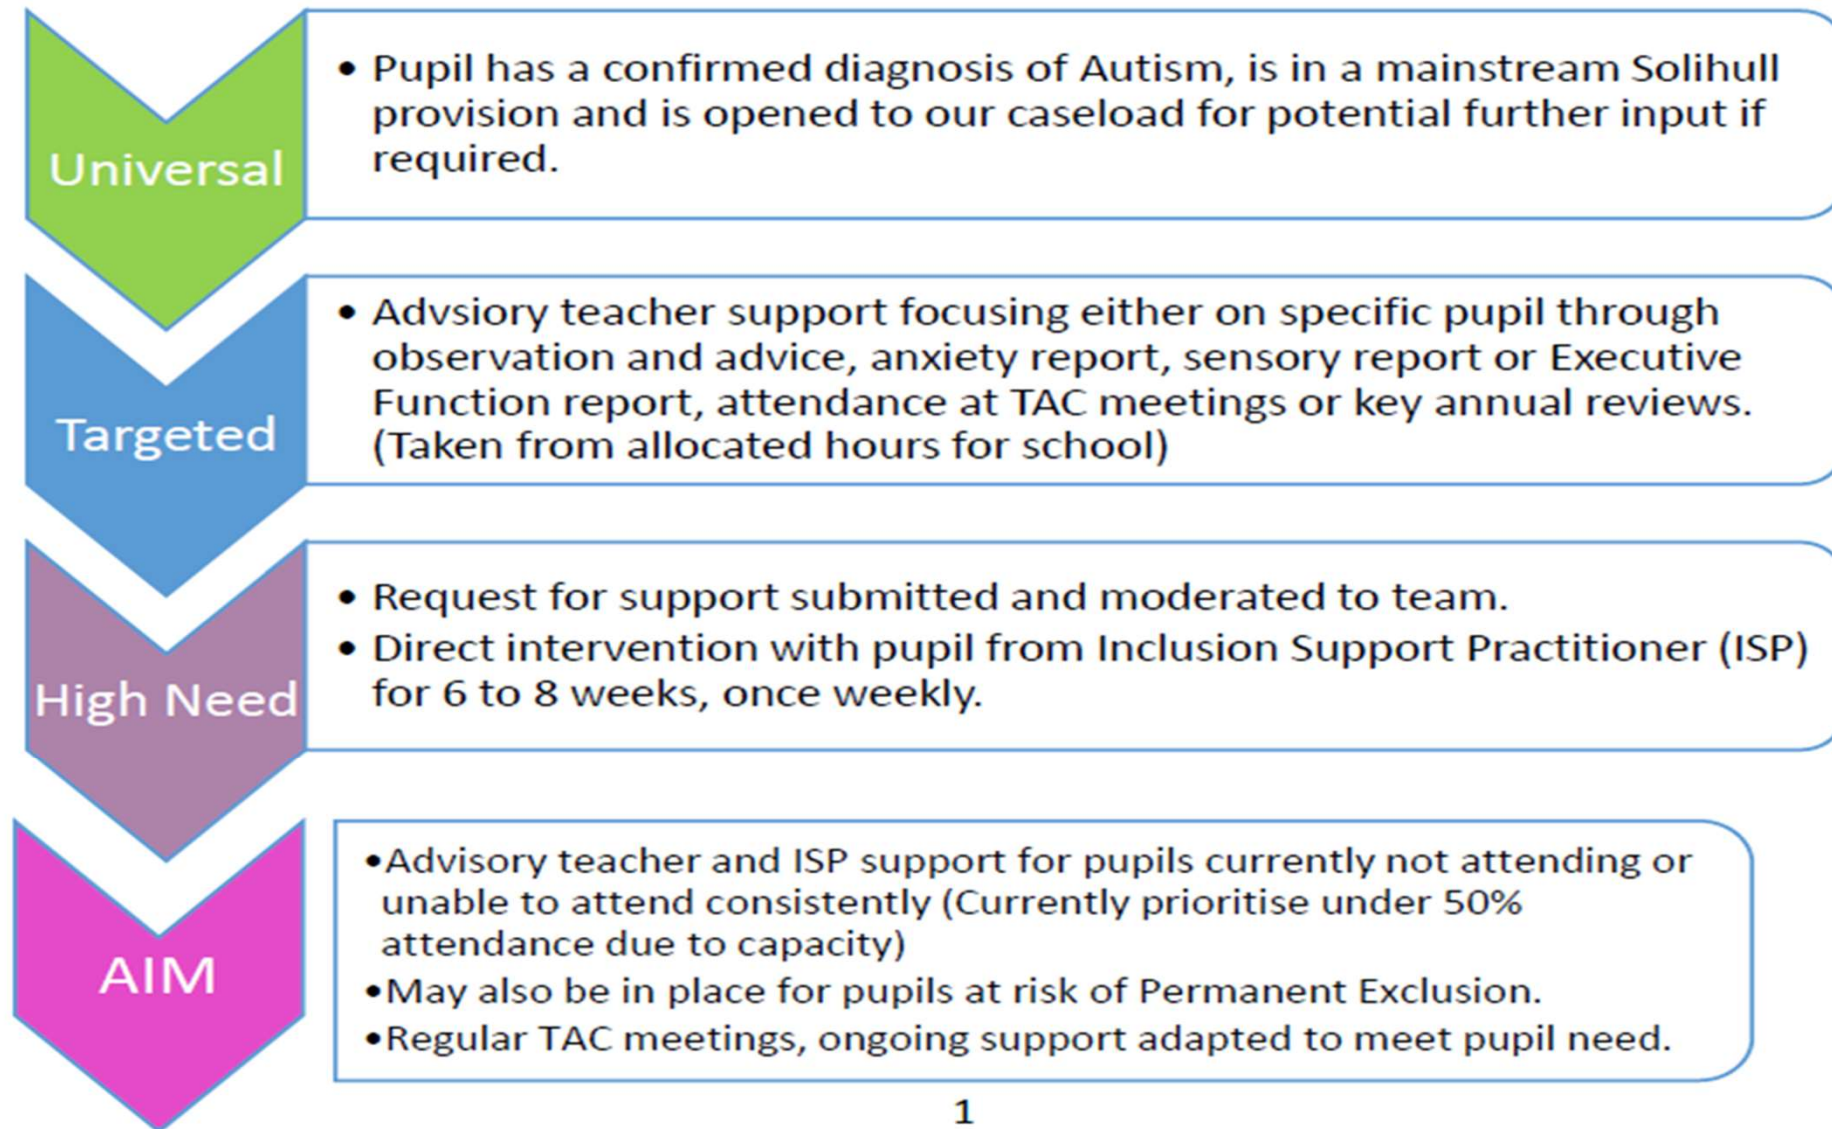 Universal
• Pupil has a confirmed diagnosis of Autism, is in a mainstream Solihull
provision and is opened to our caseload for potential further input if
required.
Targeted
• Advsiory teacher support focusing either on specific pupil through
observation and advice, anxiety report, sensory report or Executive
Function report, attendance at TAC meetings or key annual reviews.
(Taken from allocated hours for school)
High Need
• Request for support submitted and moderated to team.
• Direct intervention with pupil from Inclusion Support Practitioner (ISP)
for 6 to 8 weeks, once weekly.
AIM
•Advisory teacher and ISP support for pupils currently not attending or
unable to attend consistently (Currently prioritise under 50%
attendance due to capacity)
•May also be in place for pupils at risk of Permanent Exclusion.
•Regular TAC meetings, ongoing support adapted to meet pupil need.
1